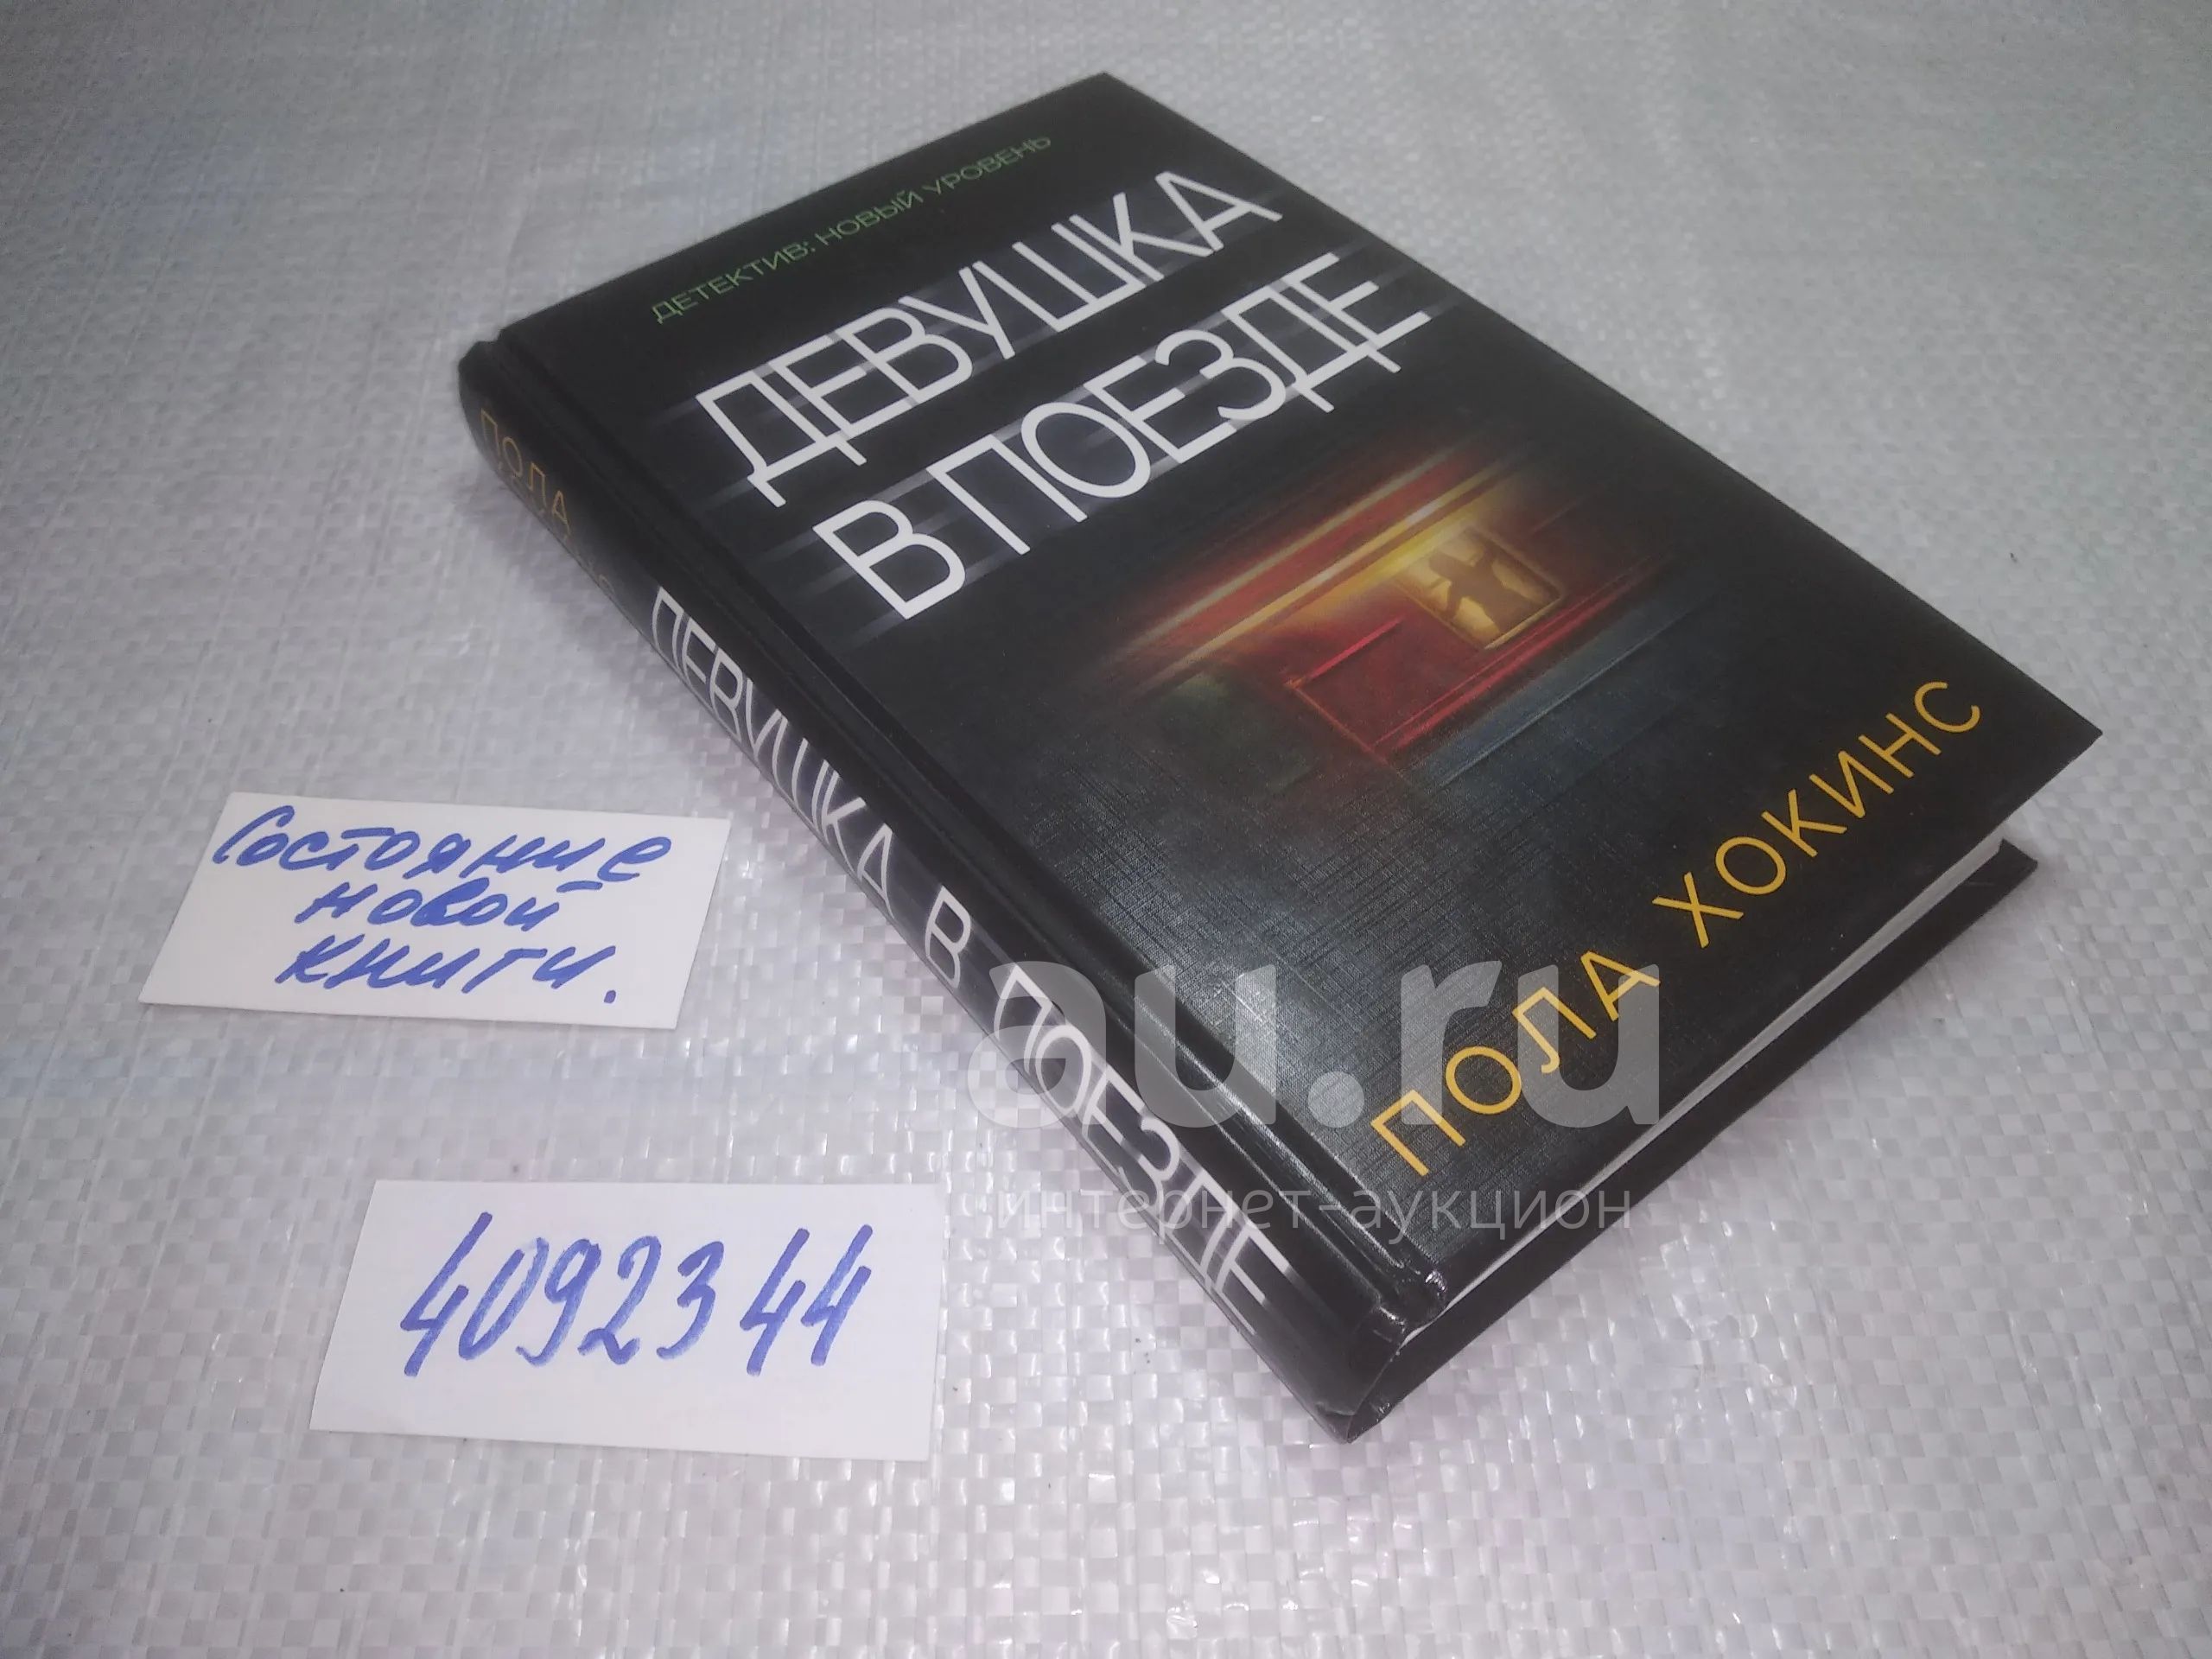 ДЕТЕКТИВ: НОВЫЙ УРОВЕНЬ
ДЕВУШКА
В ПОЕЗДЕ
ПОЛА ХОКИНС
ПОЛА
ДЕВУШКА В ПОЕЗДЕ
Состояние
новой
книги.
4092344
au.ru
интернет-аукцион